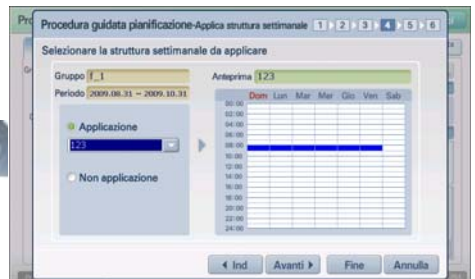 Procedura guidata pianificazione-Applica struttura settimanale 1 2 3 4 5 6
Selezionare la struttura settimanale da applicare
Gruppo f_1
Periodo 2009.08.31 ~ 2009.10.31
Applicazione
123
Non applicazione
Anteprima 123
Dom Lun Mar Mer Gio Ven Sab
00:00
02:00
04:00
06:00
08:00
10:00
12:00
14:00
16:00
18:00
20:00
22:00
24:00
Ind Avanti Fine Annulla